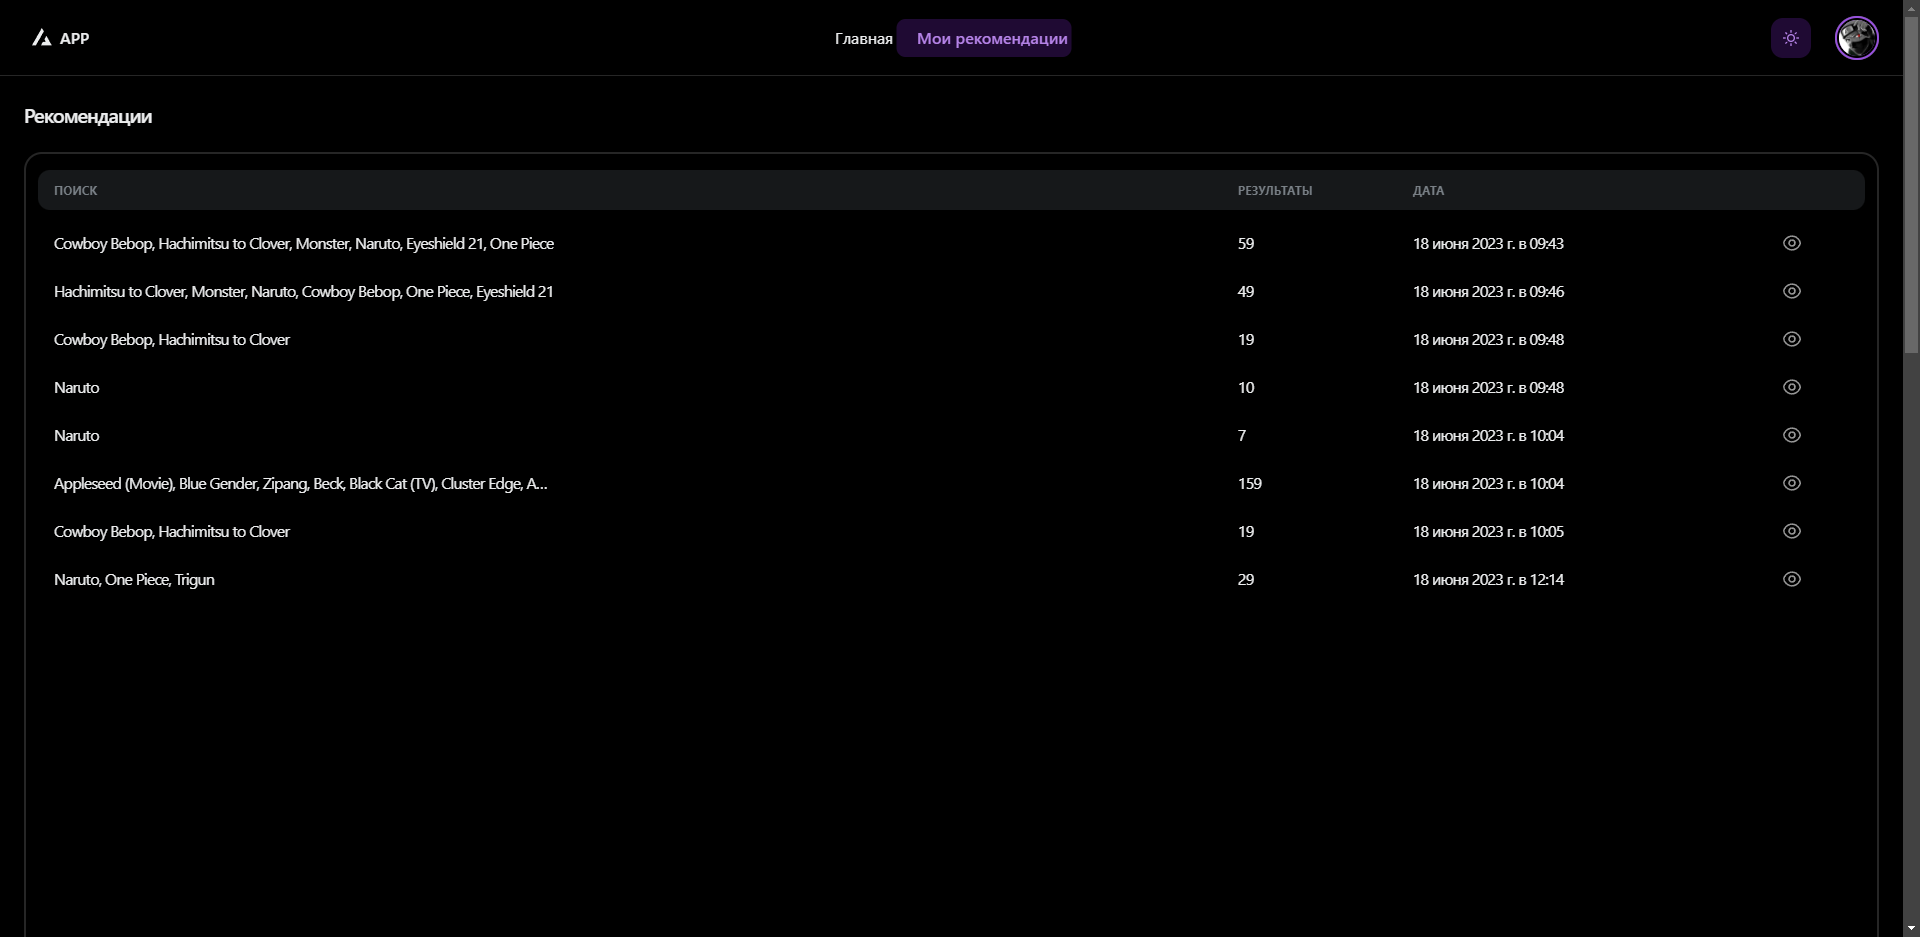 APP
Главная
Мои рекомендации
Рекомендации
ПОИСК РЕЗУЛЬТАТЫ ДАТА
Cowboy Bebop, Hachimitsu to Clover, Monster, Naruto, Eyeshield 21, One Piece 59 18 июня 2023 г. в 09:43
Hachimitsu to Clover, Monster, Naruto, Cowboy Bebop, One Piece, Eyeshield 21 49 18 июня 2023 г. в 09:46
Cowboy Bebop, Hachimitsu to Clover 19 18 июня 2023 г. в 09:48
Naruto 10 18 июня 2023 г. в 09:48
Naruto 7 18 июня 2023 г. в 10:04
Appleseed (Movie), Blue Gender, Zipang, Beck, Black Cat (TV), Cluster Edge, A... 159 18 июня 2023 г. в 10:04
Cowboy Bebop, Hachimitsu to Clover 19 18 июня 2023 г. в 10:05
Naruto, One Piece, Trigun 29 18 июня 2023 г. в 12:14